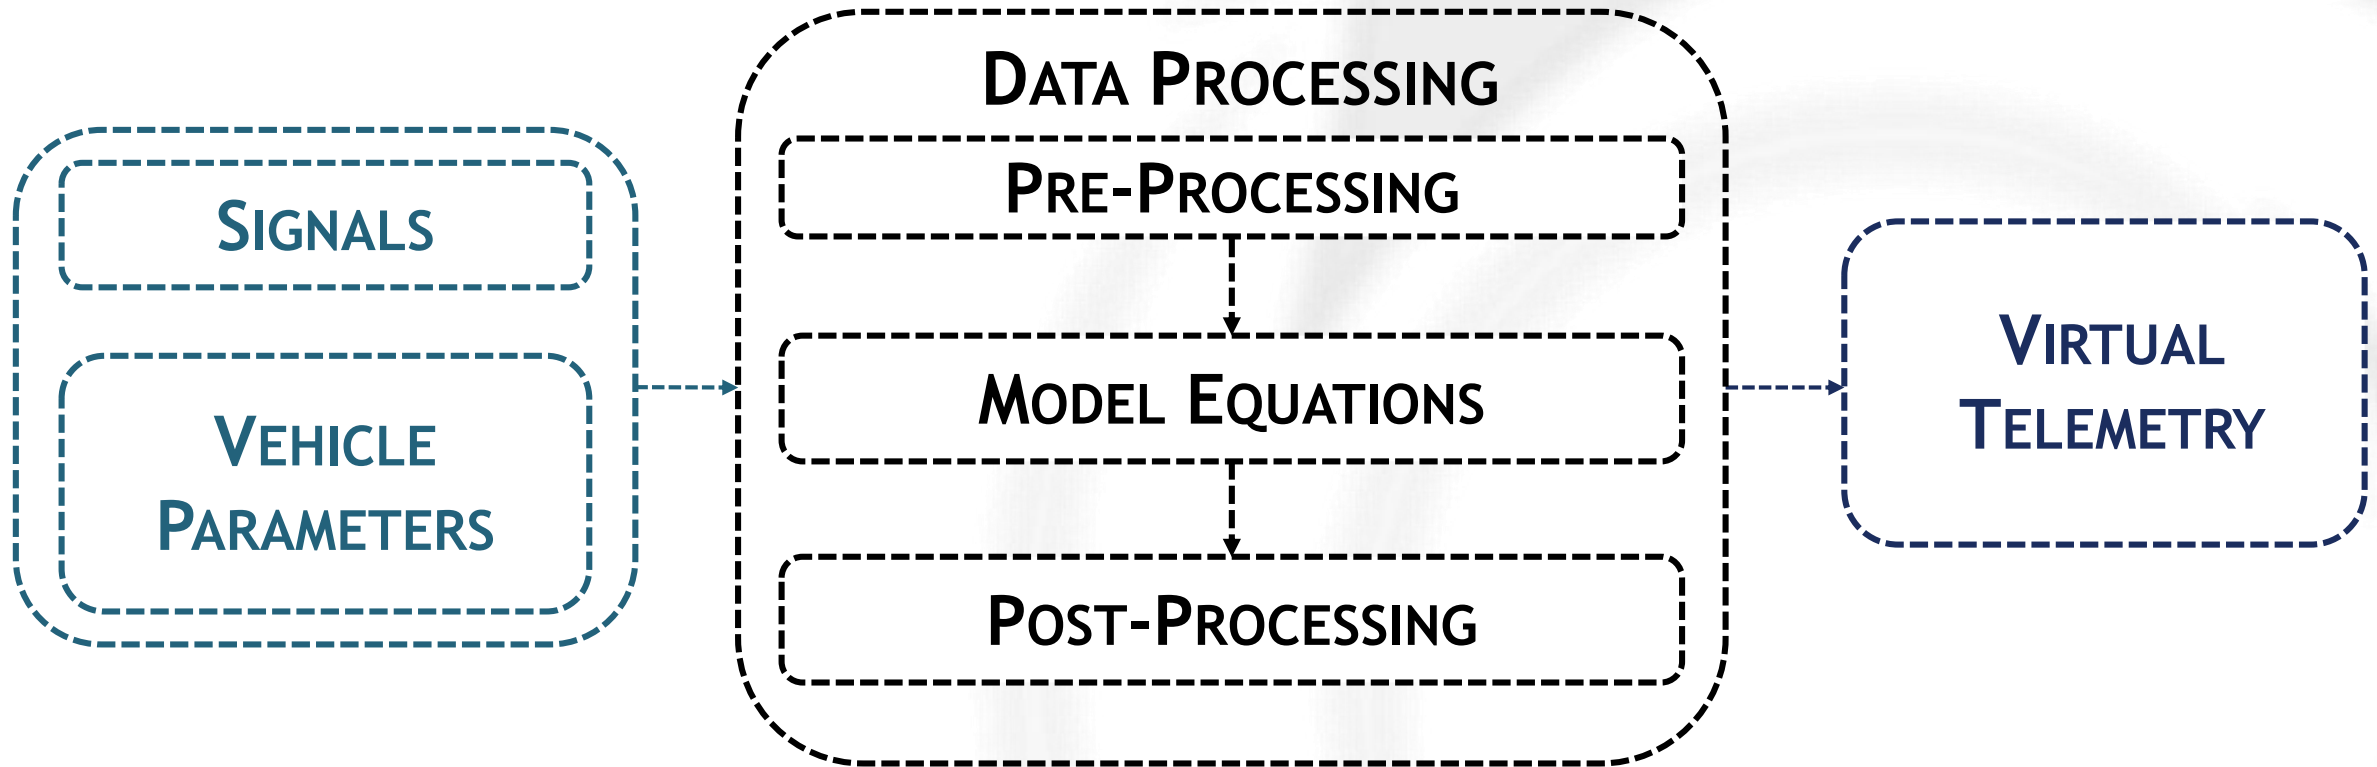 SIGNALS
VEHICLE
PARAMETERS
DATA PROCESSING
PRE-PROCESSING
MODEL EQUATIONS
POST-PROCESSING
VIRTUAL
TELEMETRY